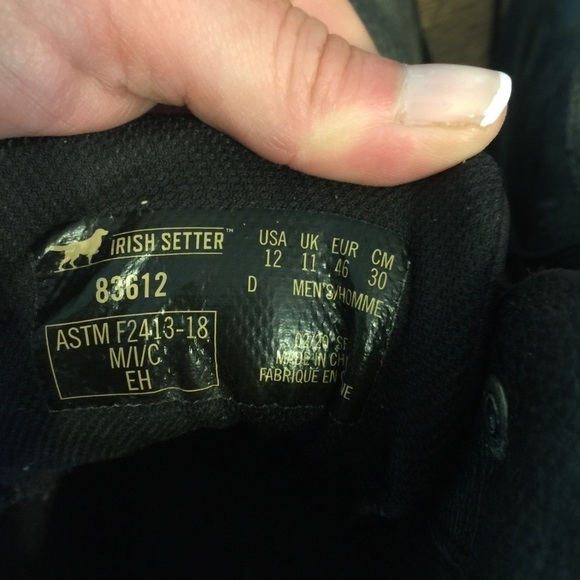 IRISH SETTER™
83612
ASTM F2413-18
M/I/C
EH
USA UK EUR CM
12 11 46 30
D MEN'S/HOMME
MADE IN
FABRIQUÉ EN